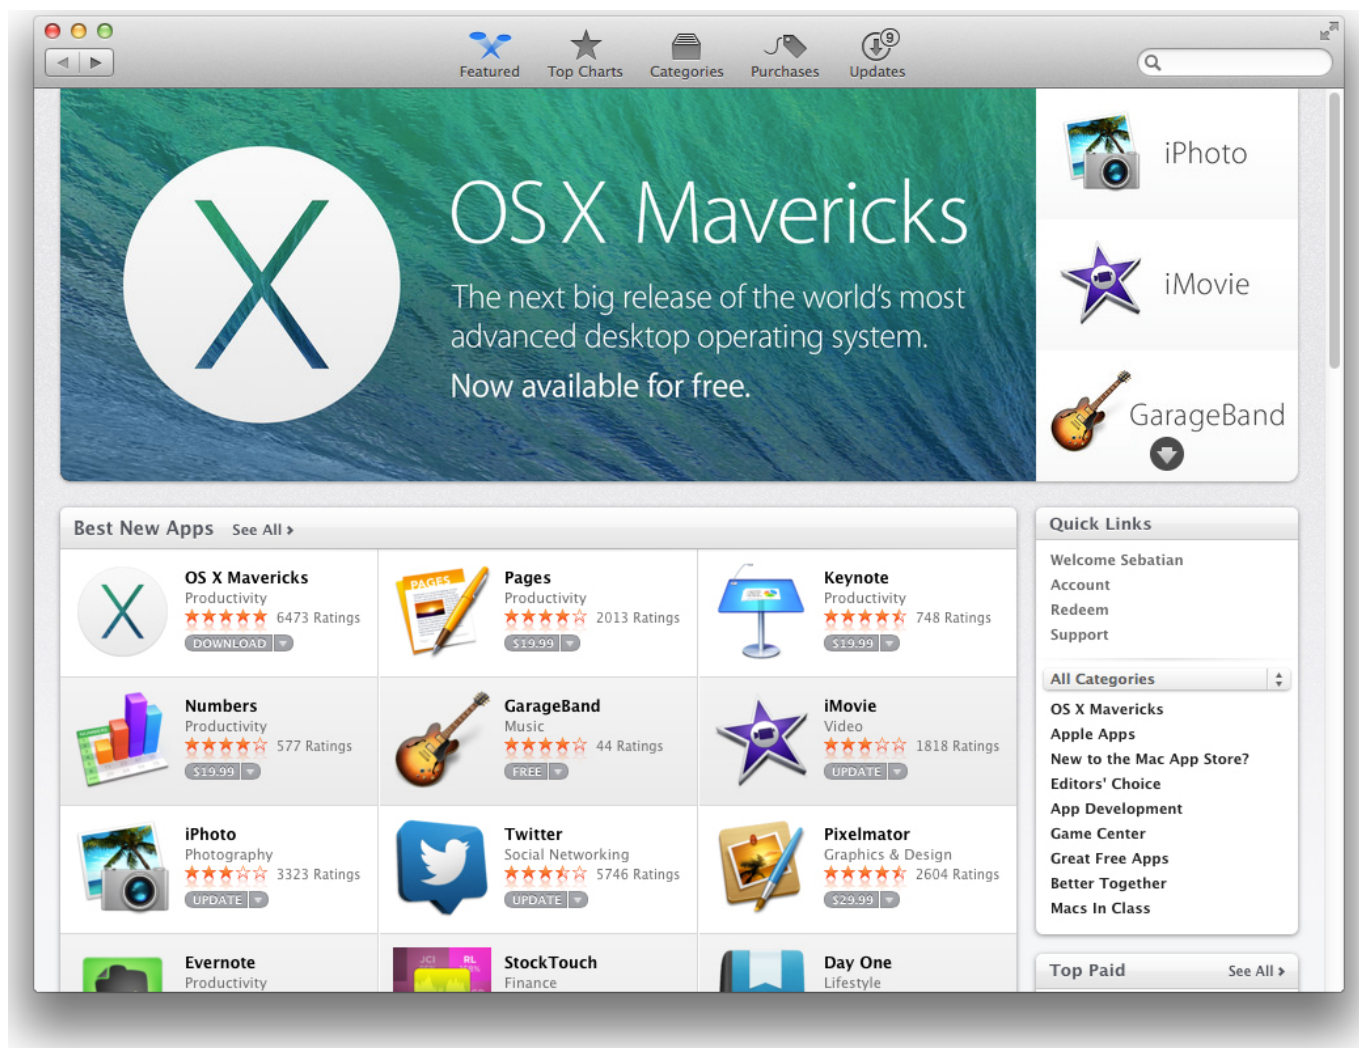 Featured
Top Charts
Categories
Purchases
Updates
9
OS X Mavericks
The next big release of the world's most
advanced desktop operating system.
Now available for free.
iPhoto
iMovie
GarageBand
Best New Apps See All ›
OS X Mavericks
Productivity
6473 Ratings
DOWNLOAD
Pages
Productivity
2013 Ratings
$19.99
Keynote
Productivity
748 Ratings
$19.99
Numbers
Productivity
577 Ratings
$19.99
GarageBand
Music
44 Ratings
FREE
iMovie
Video
1818 Ratings
UPDATE
iPhoto
Photography
3323 Ratings
UPDATE
Twitter
Social Networking
5746 Ratings
UPDATE
Pixelmator
Graphics & Design
2604 Ratings
$29.99
Evernote
Productivity
StockTouch
Finance
Day One
Lifestyle
PAGES
NUMBERS
JCI
RL
Quick Links
Welcome Sebatian
Account
Redeem
Support
All Categories
OS X Mavericks
Apple Apps
New to the Mac App Store?
Editors' Choice
App Development
Game Center
Great Free Apps
Better Together
Macs In Class
Top Paid See All ›